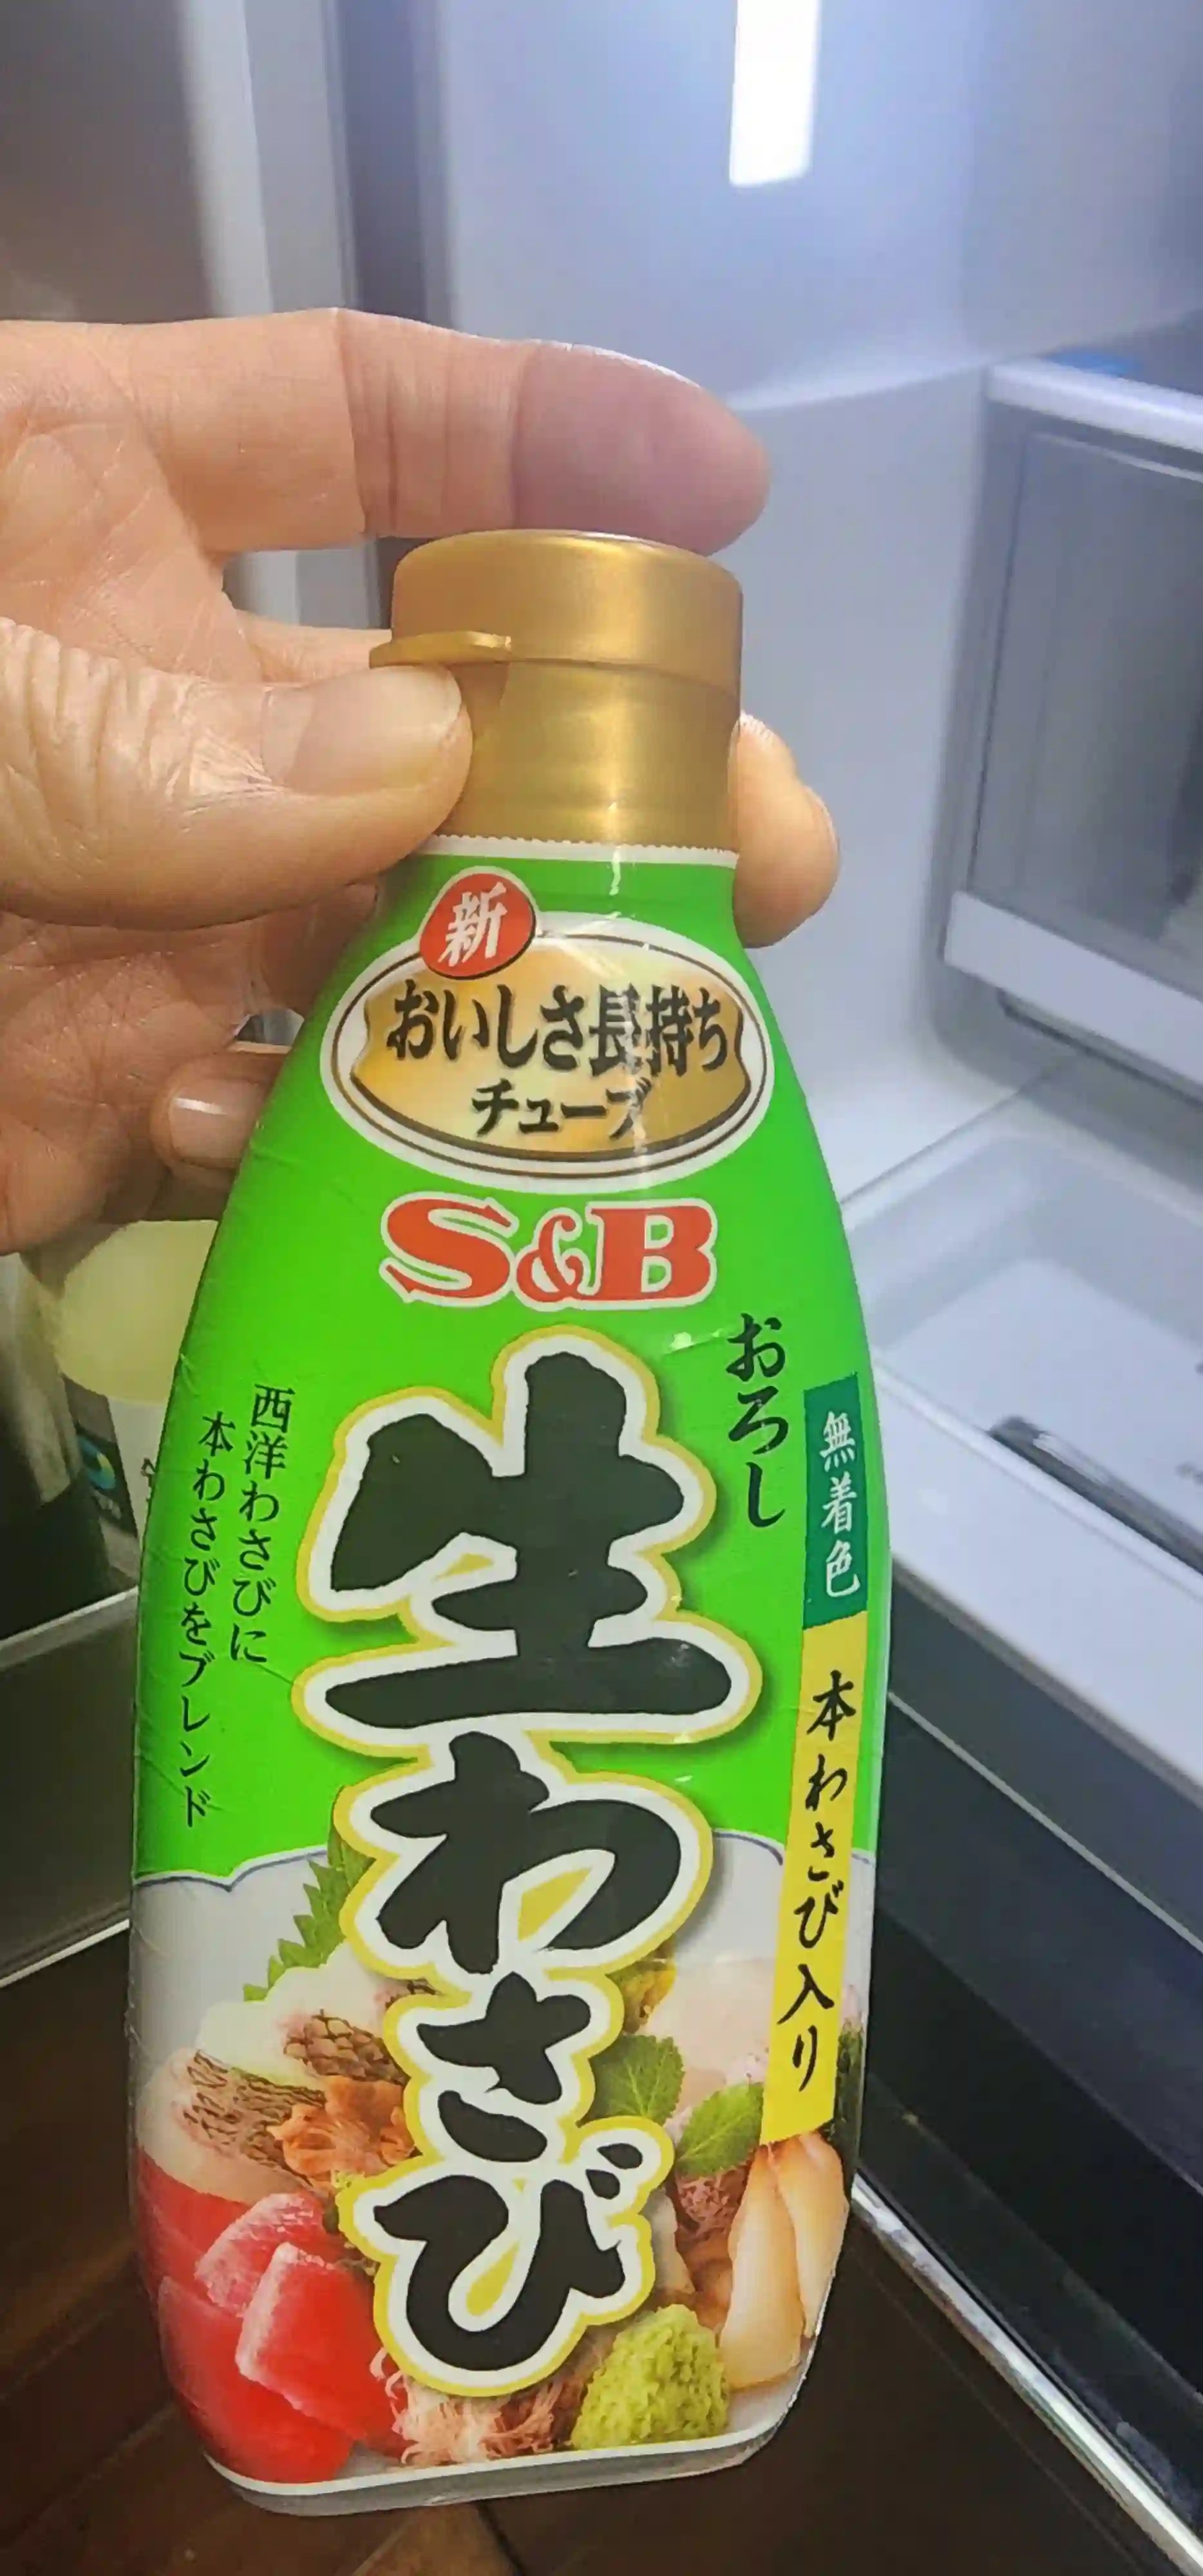 新
おいしさ長持ち
チューブ
S&B
おろし
生わさび
無着色
本わさび入り
西洋わさびに
本わさびをブレンド